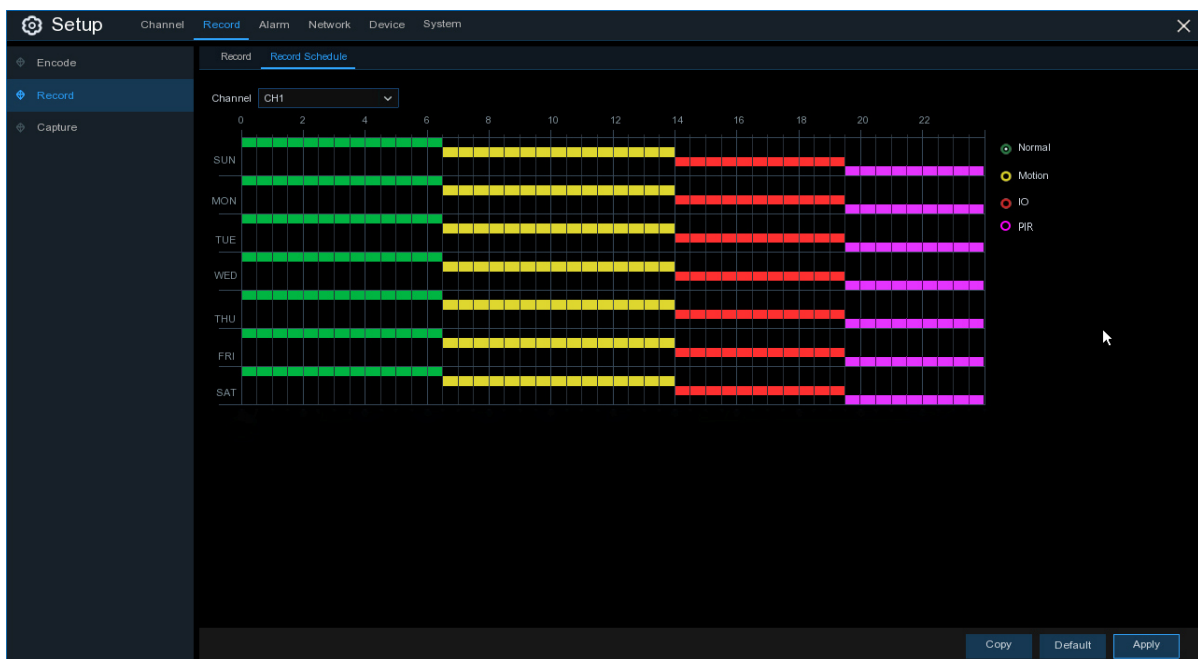 Setup Channel Record Alarm Network Device System
Encode
Record
Capture
Record Record Schedule
Channel CH1
0 2 4 6 8 10 12 14 16 18 20 22
SUN
MON
TUE
WED
THU
FRI
SAT
Normal
Motion
IO
PIR
Copy Default Apply